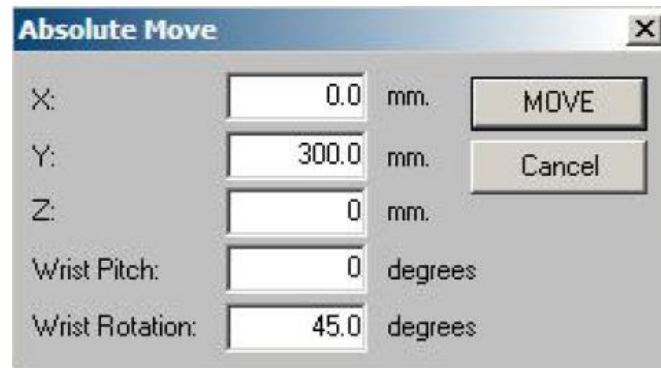 Absolute Move
X: 0.0 mm. MOVE
Y: 300.0 mm. Cancel
Z: 0 mm.
Wrist Pitch: 0 degrees
Wrist Rotation: 45.0 degrees